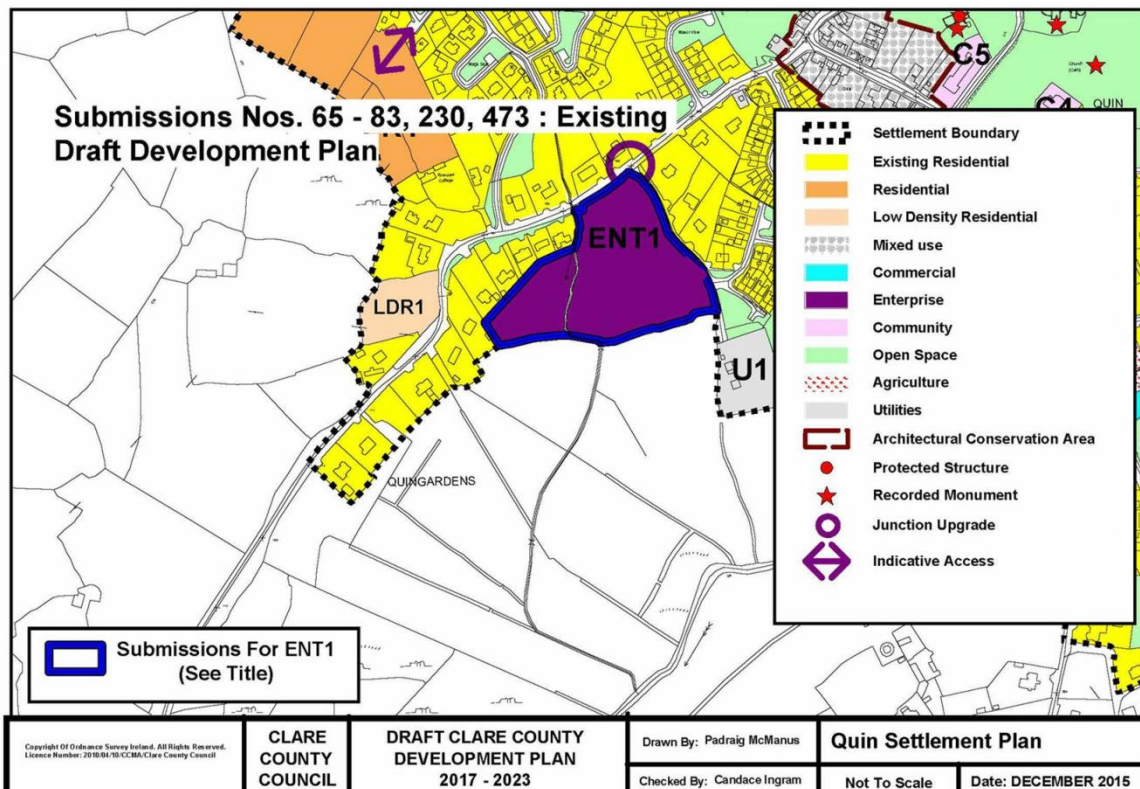 Submissions Nos. 65 - 83, 230, 473 : Existing
Draft Development Plan
C5
C4
QUIN
ENT1
LDR1
U1
QUINGARDENS
Settlement Boundary
Existing Residential
Residential
Low Density Residential
Mixed use
Commercial
Enterprise
Community
Open Space
Agriculture
Utilities
Architectural Conservation Area
Protected Structure
Recorded Monument
Junction Upgrade
Indicative Access
Submissions For ENT1
(See Title)
Copyright Of Ordnance Survey Ireland. All Rights Reserved.
Licence Number: 2010/04/10/CCMA/Clare County Council
CLARE
COUNTY
COUNCIL
DRAFT CLARE COUNTY
DEVELOPMENT PLAN
2017 - 2023
Drawn By: Padraig McManus
Checked By: Candace Ingram
Quin Settlement Plan
Not To Scale
Date: DECEMBER 2015